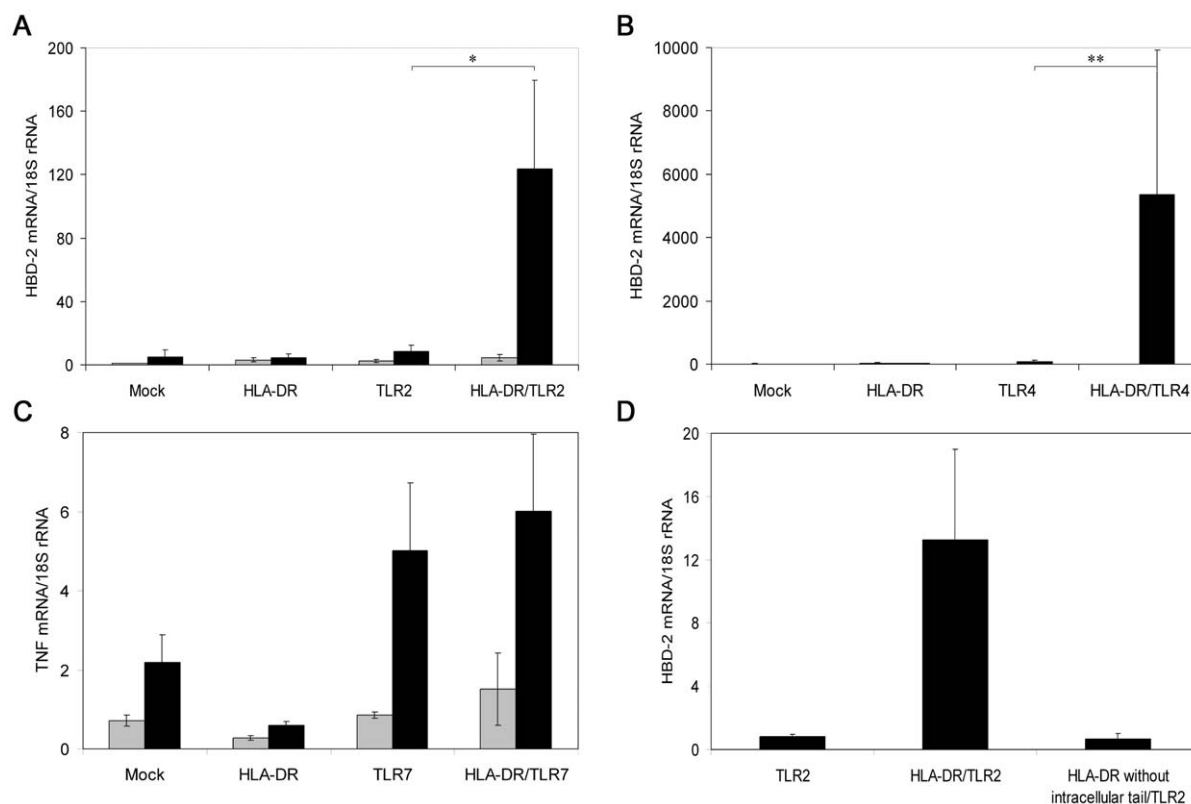 A
HBD-2 mRNA/18S rRNA
200
160
120
80
40
0
*
Mock
HLA-DR
TLR2
HLA-DR/TLR2
B
HBD-2 mRNA/18S rRNA
10000
8000
6000
4000
2000
0
**
Mock
HLA-DR
TLR4
HLA-DR/TLR4
C
TNF mRNA/18S rRNA
8
6
4
2
0
Mock
HLA-DR
TLR7
HLA-DR/TLR7
D
HBD-2 mRNA/18S rRNA
20
16
12
8
4
0
TLR2
HLA-DR/TLR2
HLA-DR without
intracellular tail/TLR2